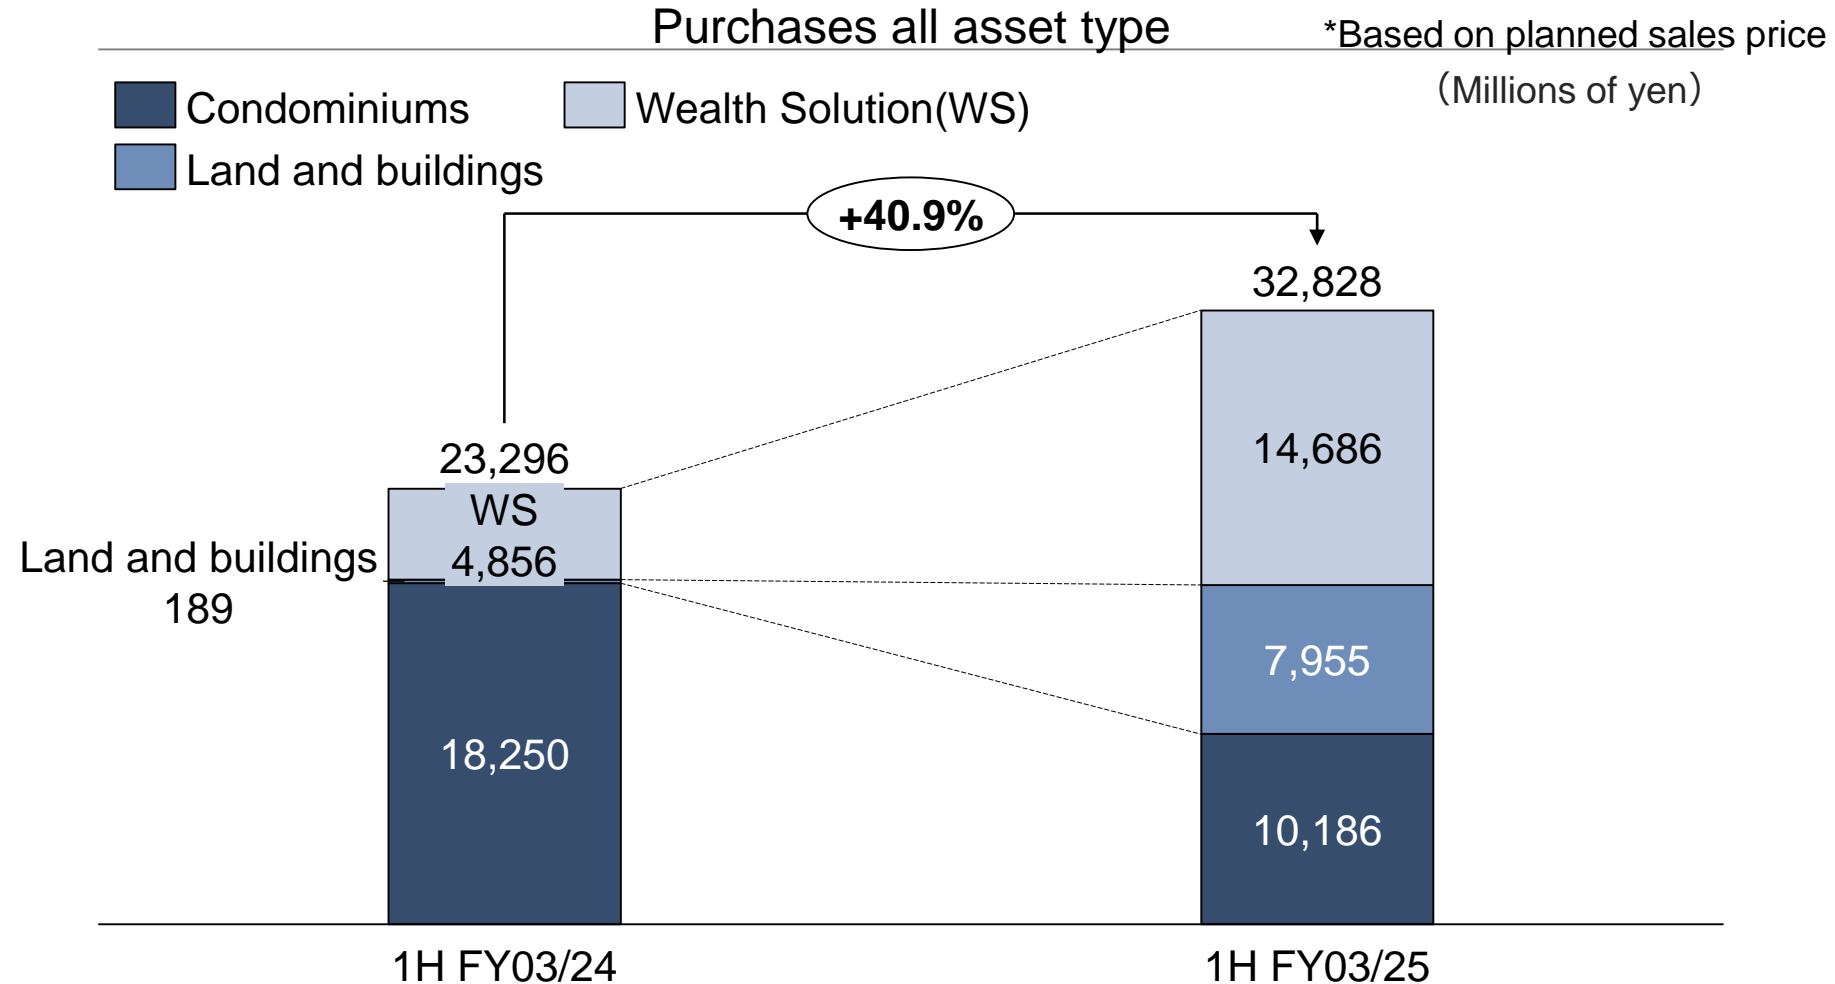 Purchases all asset type
*Based on planned sales price
（Millions of yen）
Condominiums
Wealth Solution(WS)
Land and buildings
+40.9%
32,828
23,296
14,686
WS
4,856
Land and buildings
189
7,955
18,250
10,186
1H FY03/24
1H FY03/25